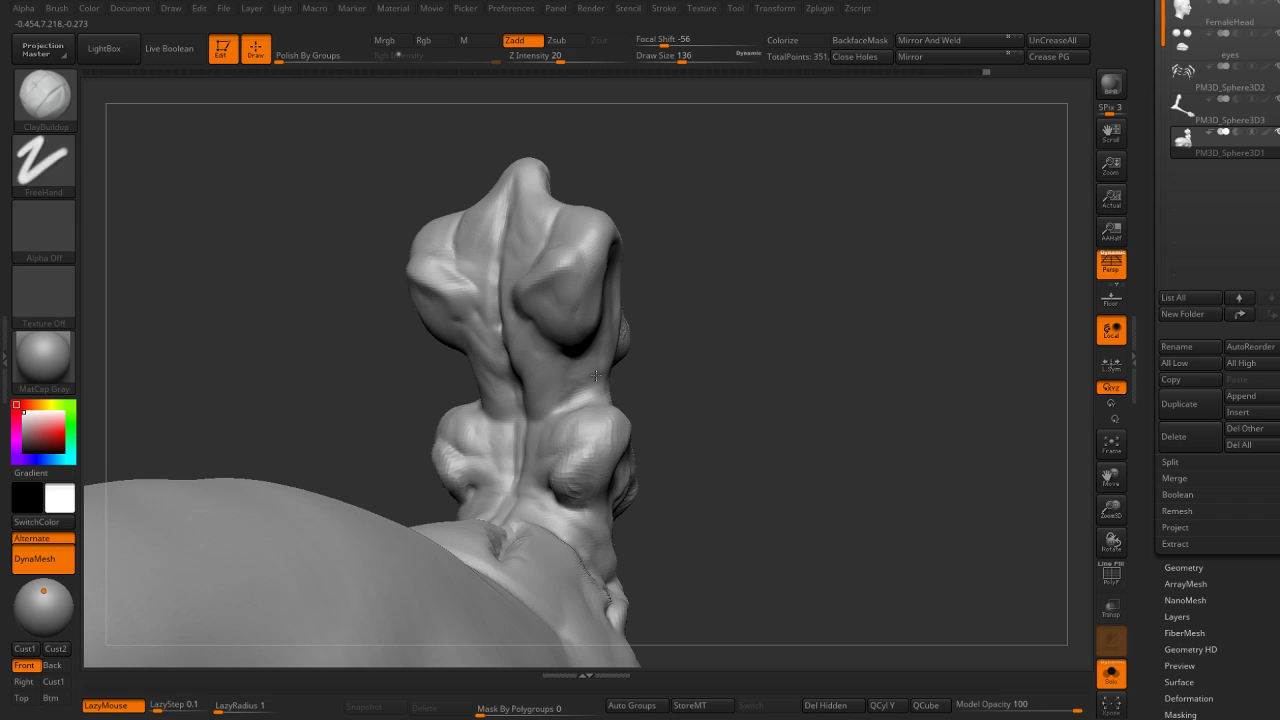 Alpha Brush Color Document Draw Edit File Layer Light Macro Marker Material Movie Picker Preferences Panel Render Stencil Stroke Texture Tool Transform Zplugin Zscript
-0.454,7.218,-0.273
Projection Master
LightBox
Live Boolean
Edit
Draw
Polish By Groups
Mrgb Rgb M
Rgb Intensity
Zadd Zsub Zcut
Z Intensity 20
Focal Shift -56
Draw Size 136
Dynamic
Colorize BackfaceMask Mirror And Weld UnCreaseAll
TotalPoints: 351, Close Holes Mirror Crease PG
ClayBuildup
FreeHand
Alpha Off
Texture Off
MatCap Gray
Gradient
SwitchColor
Alternate
DynaMesh
Cust1 Cust2
Front Back
Right Cust1
Top Btm
BPR
SPix 3
Scroll
Zoom
Actual
AAHalf
Dynamic
Persp
Floor
Local
L.Sym
XYZ
Frame
Move
Zoom3D
Rotate
Line Fill
PolyF
Transp
Dynamic
Solo
Xpose
FemaleHead
eyes
PM3D_Sphere3D2
PM3D_Sphere3D3
PM3D_Sphere3D1
List All
New Folder
Rename AutoReorder
All Low All High
Copy Paste
Duplicate Append
Insert
Delete Del Other
Del All
Split
Merge
Boolean
Remesh
Project
Extract
Geometry
ArrayMesh
NanoMesh
Layers
FiberMesh
Geometry HD
Preview
Surface
Deformation
Masking
LazyMouse LazyStep 0.1 LazyRadius 1 Snapshot Delete Mask By Polygroups 0 Auto Groups StoreMT Switch Del Hidden QCyl Y QCube Model Opacity 100